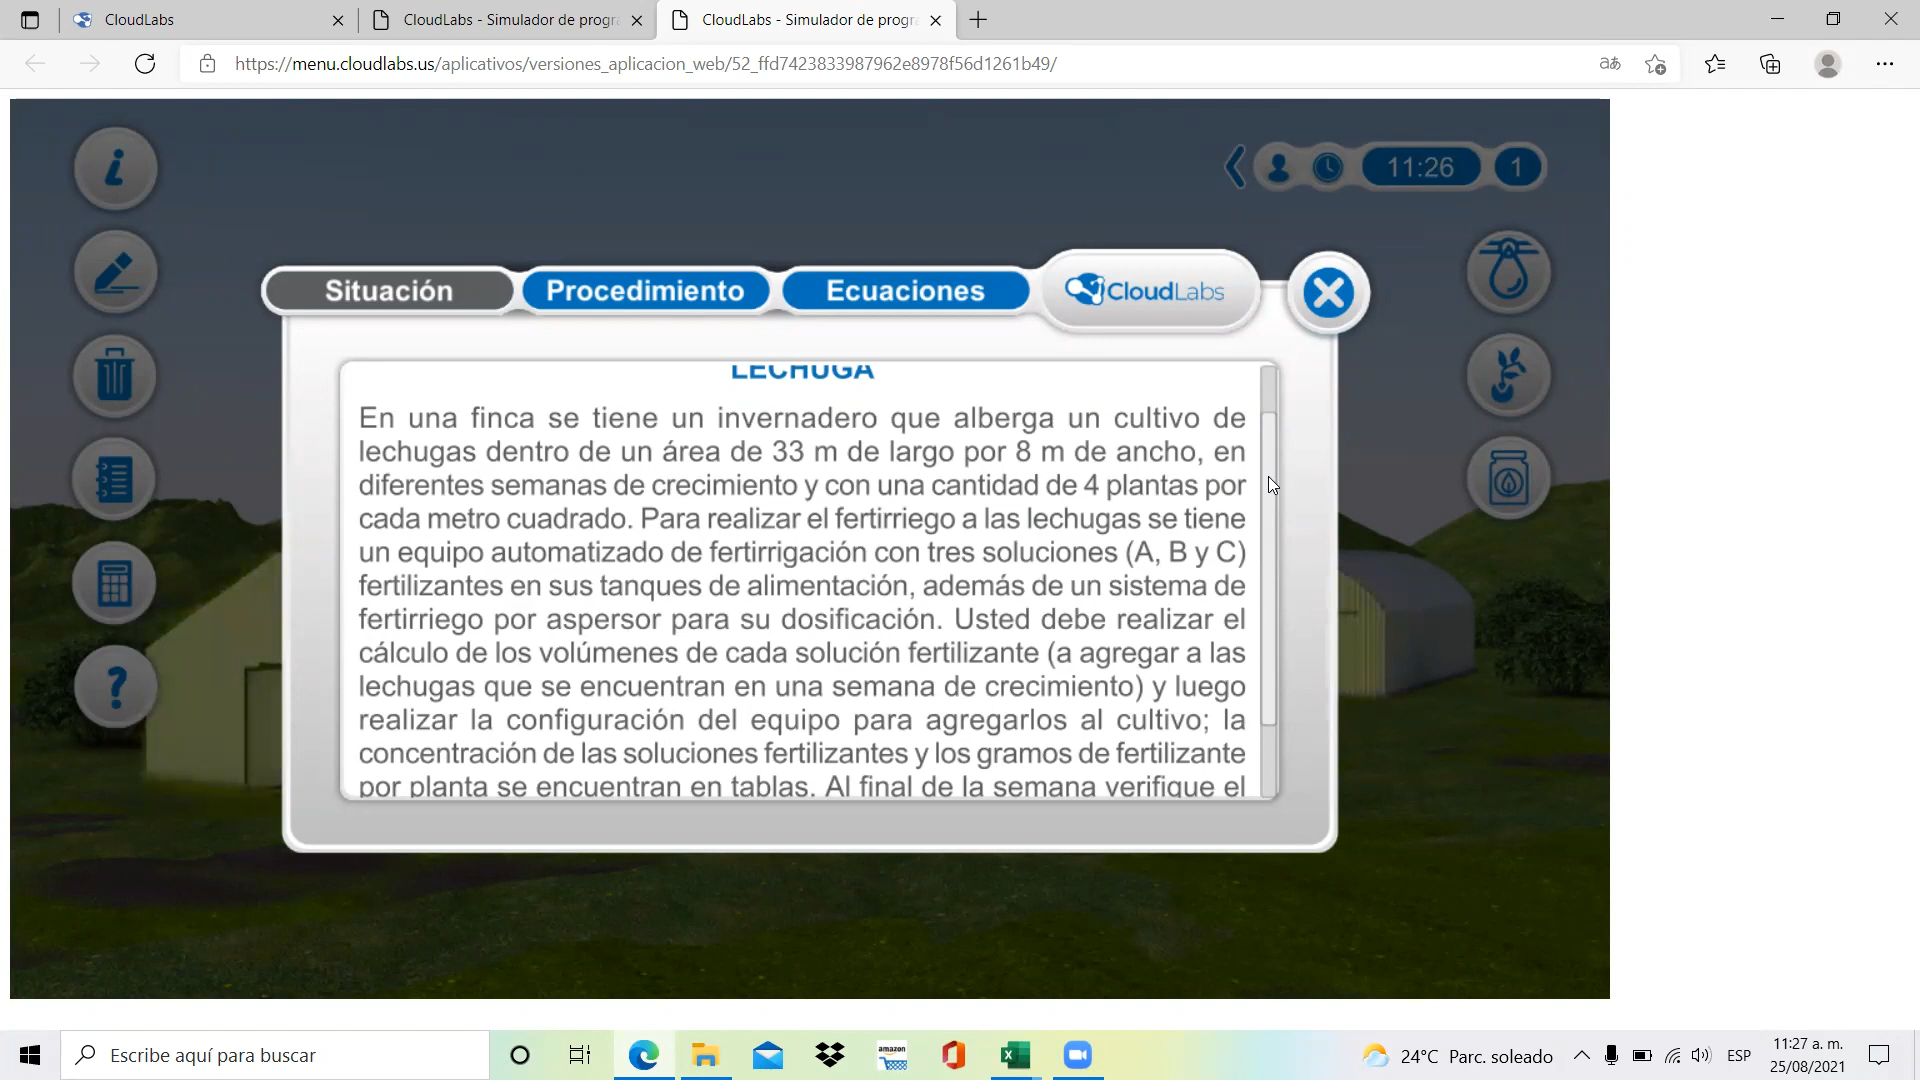 CloudLabs
CloudLabs - Simulador de progr
CloudLabs - Simulador de progr
https://menu.cloudlabs.us/aplicativos/versiones_aplicacion_web/52_ffd7423833987962e8978f56d1261b49/
11:26
1
Situación
Procedimiento
Ecuaciones
CloudLabs
LECHUGA
En una finca se tiene un invernadero que alberga un cultivo de
lechugas dentro de un área de 33 m de largo por 8 m de ancho, en
diferentes semanas de crecimiento y con una cantidad de 4 plantas por
cada metro cuadrado. Para realizar el fertirriego a las lechugas se tiene
un equipo automatizado de fertirrigación con tres soluciones (A, B y C)
fertilizantes en sus tanques de alimentación, además de un sistema de
fertirriego por aspersor para su dosificación. Usted debe realizar el
cálculo de los volúmenes de cada solución fertilizante (a agregar a las
lechugas que se encuentran en una semana de crecimiento) y luego
realizar la configuración del equipo para agregarlos al cultivo; la
concentración de las soluciones fertilizantes y los gramos de fertilizante
por planta se encuentran en tablas. Al final de la semana verifique el
Escribe aquí para buscar
amazon
24°C Parc. soleado
ESP
11:27 a. m.
25/08/2021